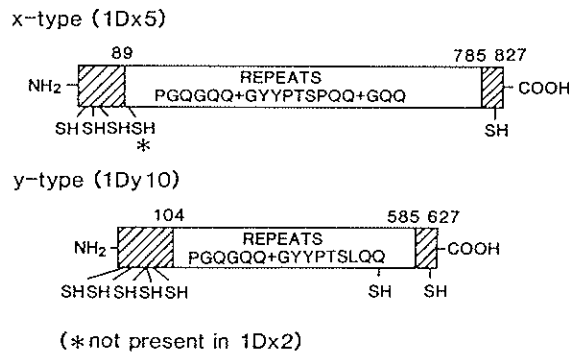 x-type (1Dx5)
89 785 827
NH₂ REPEATS COOH
PGQGQQ+GYYPTSPQQ+GQQ
SH SH SH SH SH
*
y-type (1Dy10)
104 585 627
NH₂ REPEATS COOH
PGQGQQ+GYYPTSLQQ
SH SH SH SH SH SH
(* not present in 1Dx2)